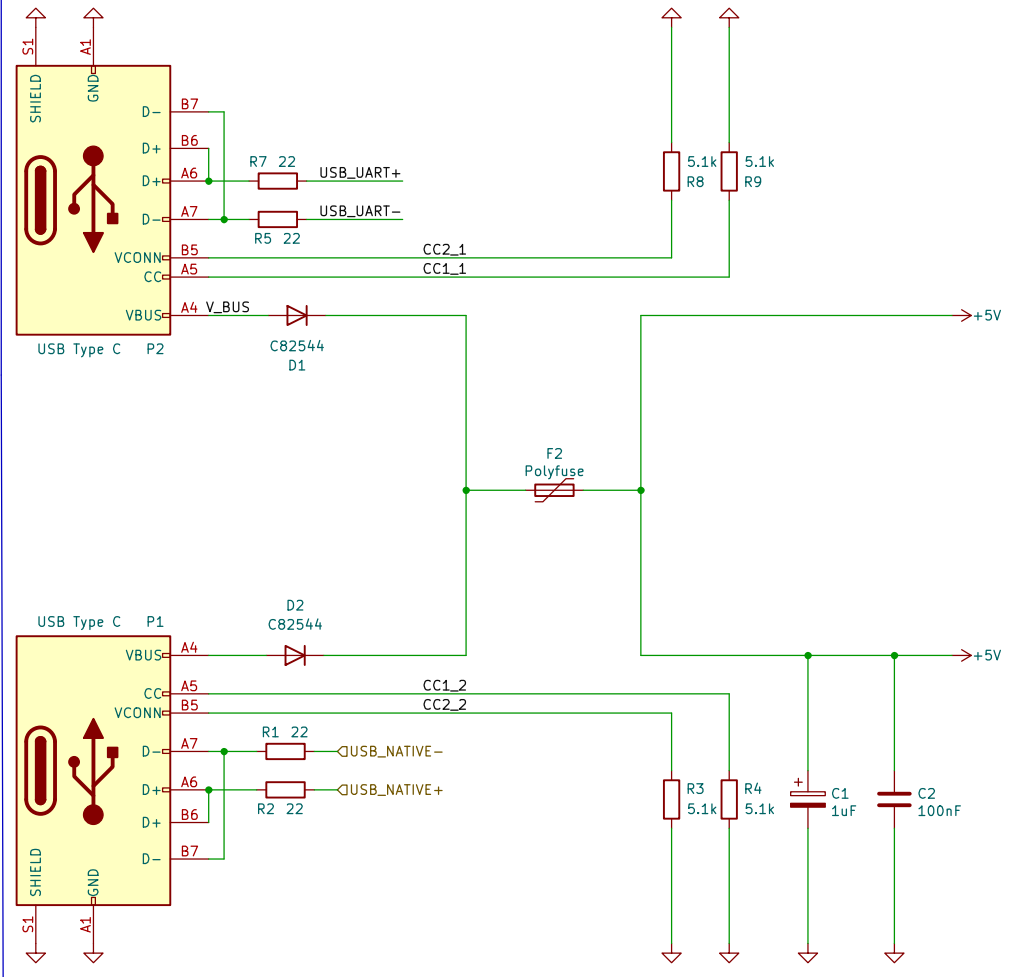 S1
A1
SHIELD
GND
D-
B7
D+
B6
D+
A6
R7 22
USB_UART+
D-
A7
R5 22
USB_UART-
5.1k
R8
5.1k
R9
VCONN
B5
CC2_1
CC
A5
CC1_1
VBUS
A4
V_BUS
+5V
USB Type C
P2
C82544
D1
F2
Polyfuse
D2
C82544
USB Type C
P1
VBUS
A4
+5V
CC
A5
CC1_2
VCONN
B5
CC2_2
D-
A7
R1 22
USB_NATIVE-
D+
A6
R2 22
USB_NATIVE+
D+
B6
D-
B7
R3
5.1k
R4
5.1k
+
C1
1uF
C2
100nF
SHIELD
GND
S1
A1